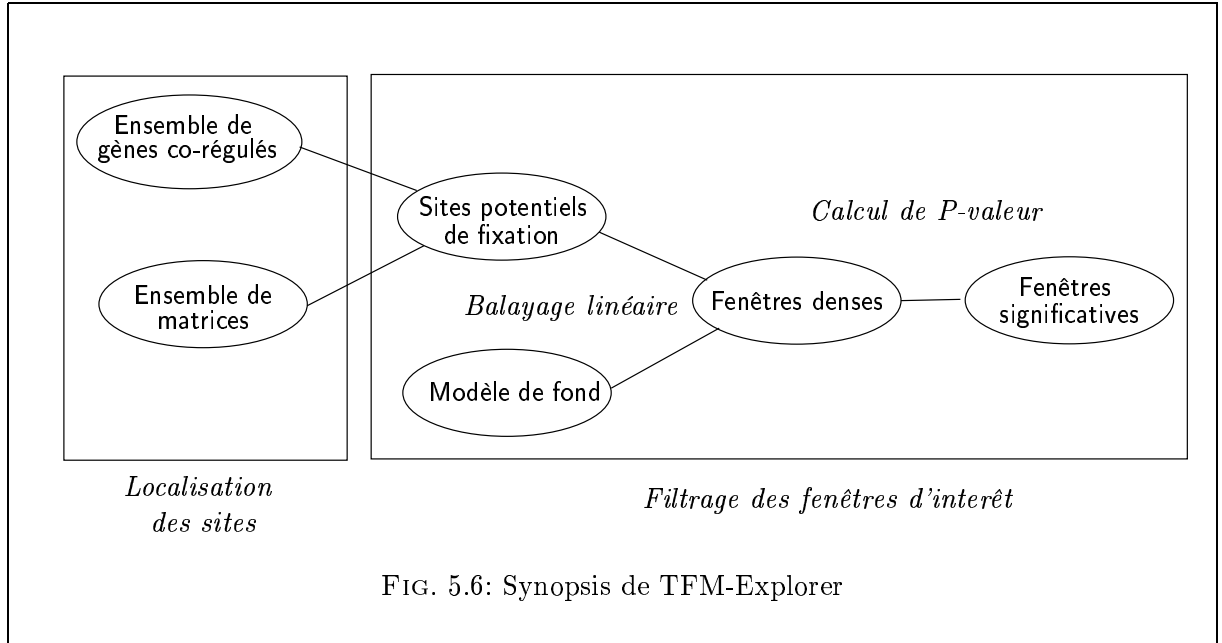 Ensemble de
gènes co-régulés
Ensemble de
matrices
Localisation
des sites
Sites potentiels
de fixation
Balayage linéaire
Modèle de fond
Calcul de P-valeur
Fenêtres denses
Fenêtres
significatives
Filtrage des fenêtres d'interêt
FIG. 5.6: Synopsis de TFM-Explorer